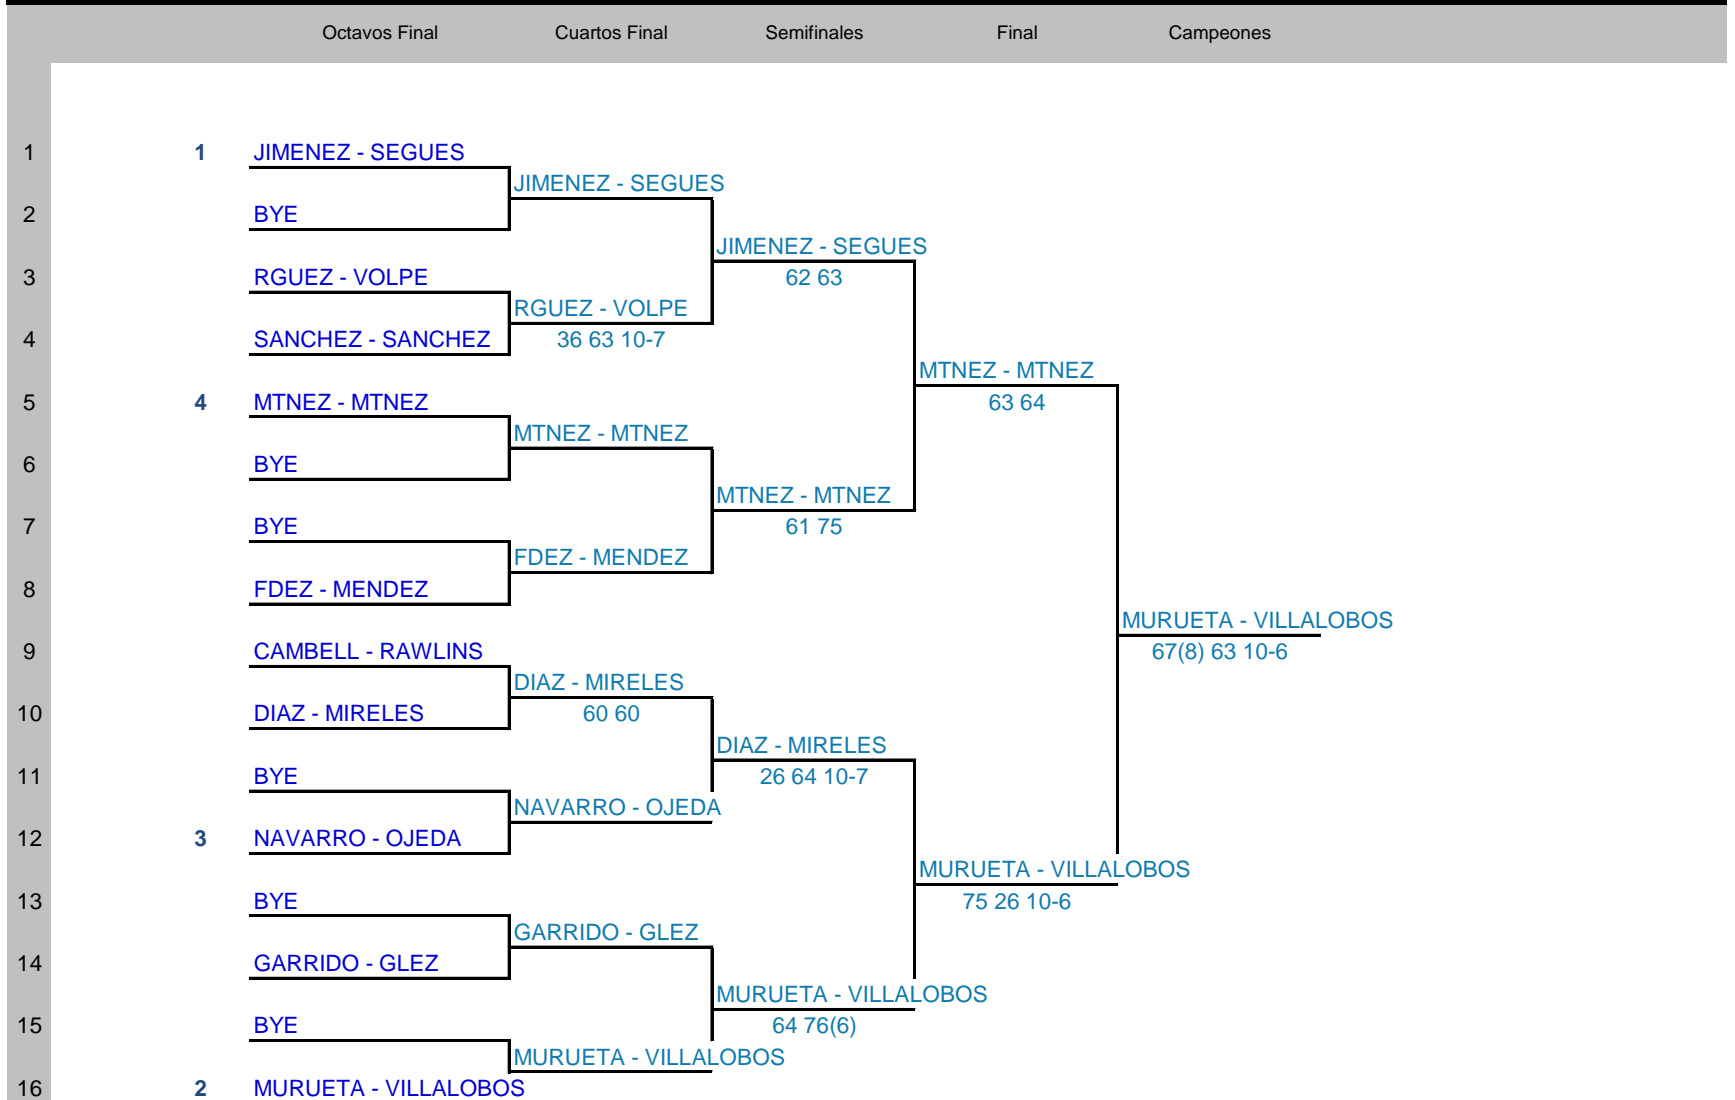 Octavos Final Cuartos Final Semifinales Final Campeones
1 1 JIMENEZ - SEGUES
JIMENEZ - SEGUES
2 BYE
JIMENEZ - SEGUES
3 RGUEZ - VOLPE 62 63
RGUEZ - VOLPE
4 SANCHEZ - SANCHEZ 36 63 10-7
MTNEZ - MTNEZ
5 4 MTNEZ - MTNEZ 63 64
MTNEZ - MTNEZ
6 BYE
MTNEZ - MTNEZ
7 BYE 61 75
FDEZ - MENDEZ
8 FDEZ - MENDEZ
MURUETA - VILLALOBOS
9 CAMBELL - RAWLINS 67(8) 63 10-6
DIAZ - MIRELES
10 DIAZ - MIRELES 60 60
DIAZ - MIRELES
11 BYE 26 64 10-7
NAVARRO - OJEDA
12 3 NAVARRO - OJEDA
MURUETA - VILLALOBOS
13 BYE 75 26 10-6
GARRIDO - GLEZ
14 GARRIDO - GLEZ
MURUETA - VILLALOBOS
15 BYE 64 76(6)
MURUETA - VILLALOBOS
16 2 MURUETA - VILLALOBOS